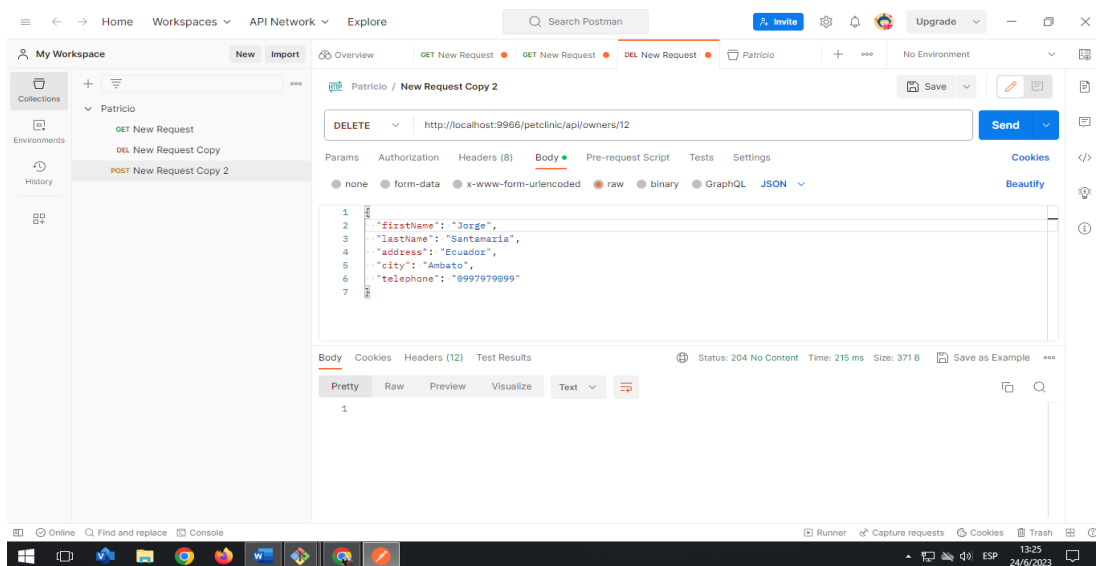 Home Workspaces API Network Explore Search Postman Invite Upgrade
My Workspace New Import Overview GET New Request GET New Request DEL New Request Patricio No Environment
Collections
Environments
History
Patricio
GET New Request
DEL New Request Copy
POST New Request Copy 2
HTTP Patricio / New Request Copy 2 Save
DELETE http://localhost:9966/petclinic/api/owners/12 Send
Params Authorization Headers (8) Body Pre-request Script Tests Settings Cookies
none form-data x-www-form-urlencoded raw binary GraphQL JSON Beautify
1 {
2 "firstName": "Jorge",
3 "lastName": "Santamaria",
4 "address": "Ecuador",
5 "city": "Ambato",
6 "telephone": "0997979099"
7 }
Body Cookies Headers (12) Test Results Status: 204 No Content Time: 215 ms Size: 371 B Save as Example
Pretty Raw Preview Visualize Text
1
Online Find and replace Console Runner Capture requests Cookies Trash
ESP 13:25
24/6/2023